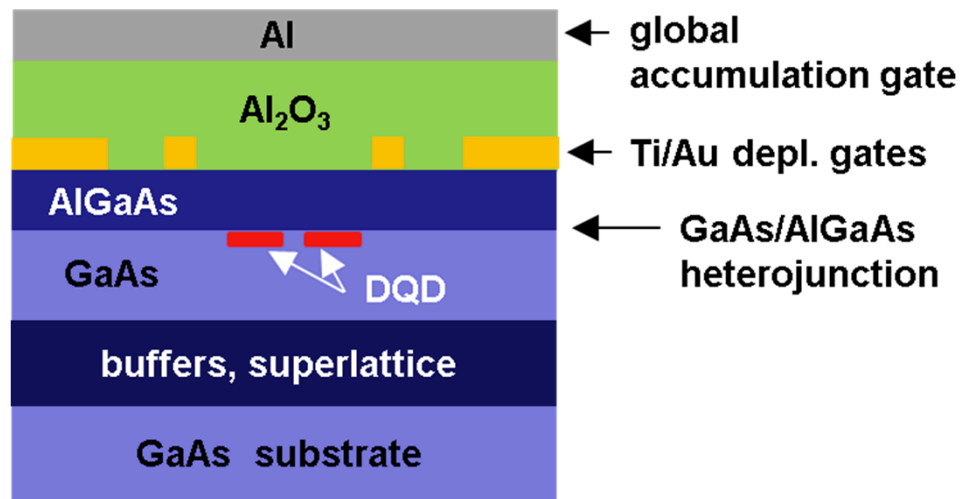 Al
global
accumulation gate
Al₂O₃
Ti/Au depl. gates
AlGaAs
GaAs/AlGaAs
heterojunction
GaAs
DQD
buffers, superlattice
GaAs substrate